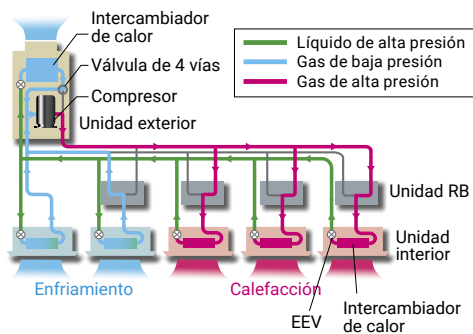 Intercambiador
de calor
Válvula de 4 vías
Compresor
Unidad exterior
Líquido de alta presión
Gas de baja presión
Gas de alta presión
Unidad RB
Unidad
interior
Enfriamiento
Calefacción
EEV
Intercambiador
de calor